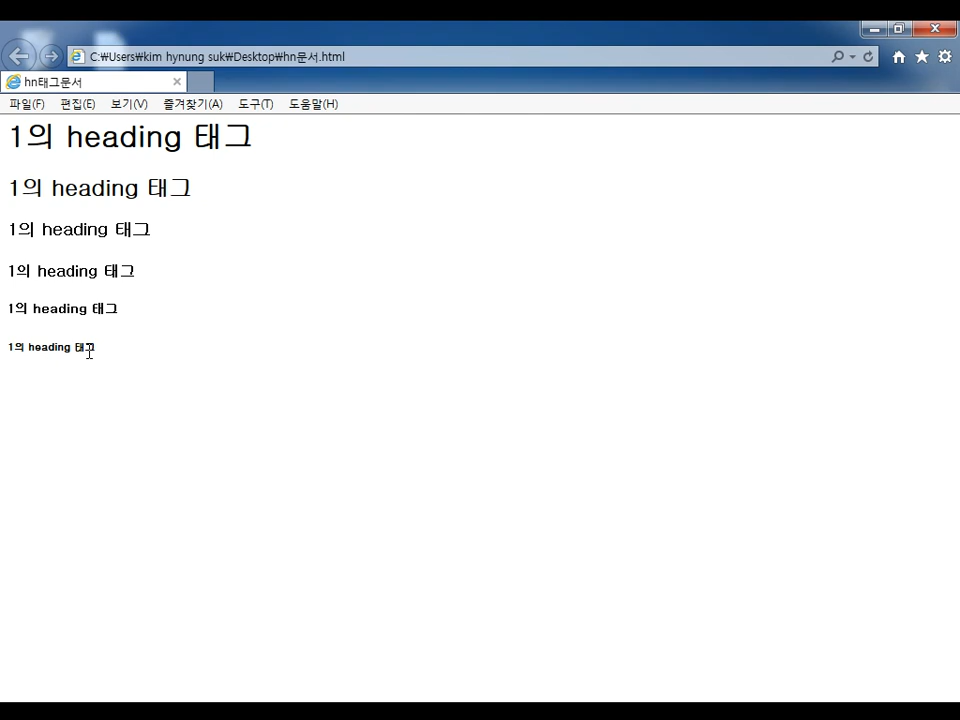 C:₩Users₩kim hynung suk₩Desktop₩hn문서.html
hn태그문서
파일(F) 편집(E) 보기(V) 즐겨찾기(A) 도구(T) 도움말(H)
1의 heading 태그
1의 heading 태그
1의 heading 태그
1의 heading 태그
1의 heading 태그
1의 heading 태그